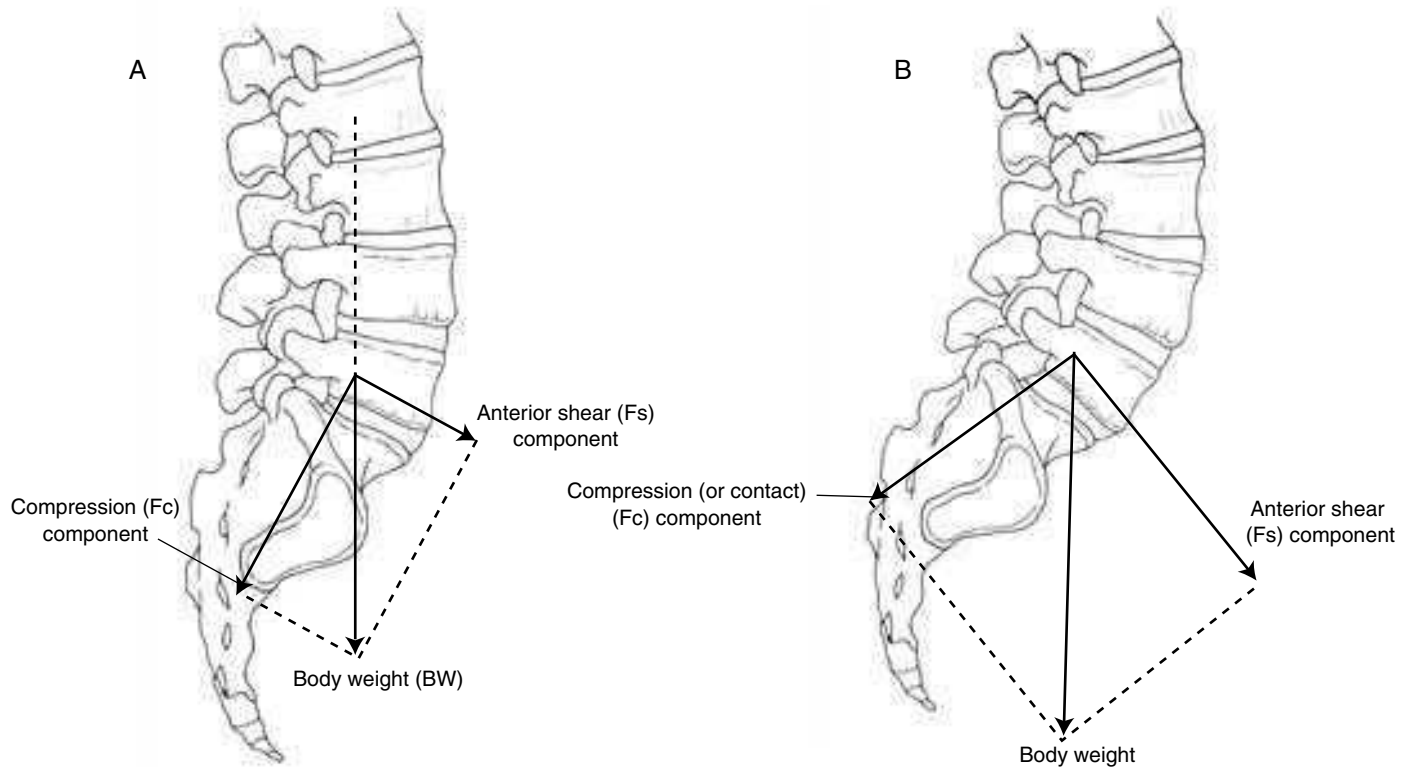 A
Anterior shear (Fs)
component
Compression (Fc)
component
Body weight (BW)
B
Compression (or contact)
(Fc) component
Anterior shear
(Fs) component
Body weight